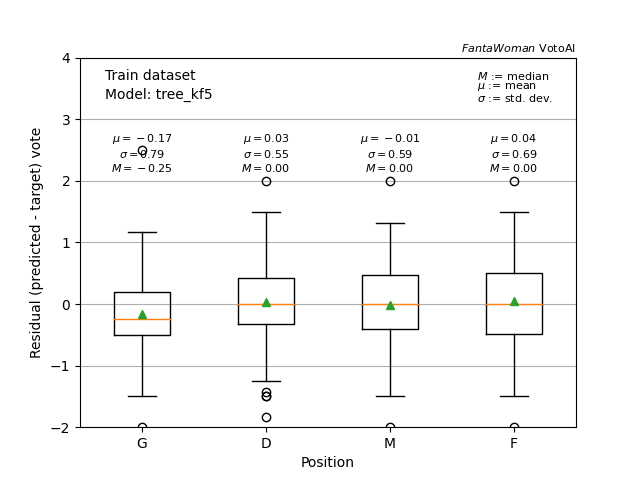 FantaWoman VotoAI
Train dataset
Model: tree_kf5
M := median
μ := mean
σ := std. dev.
μ = −0.17
σ = 0.79
M = −0.25
μ = 0.03
σ = 0.55
M = 0.00
μ = −0.01
σ = 0.59
M = 0.00
μ = 0.04
σ = 0.69
M = 0.00
Residual (predicted - target) vote
4
3
2
1
0
−1
−2
G D M F
Position